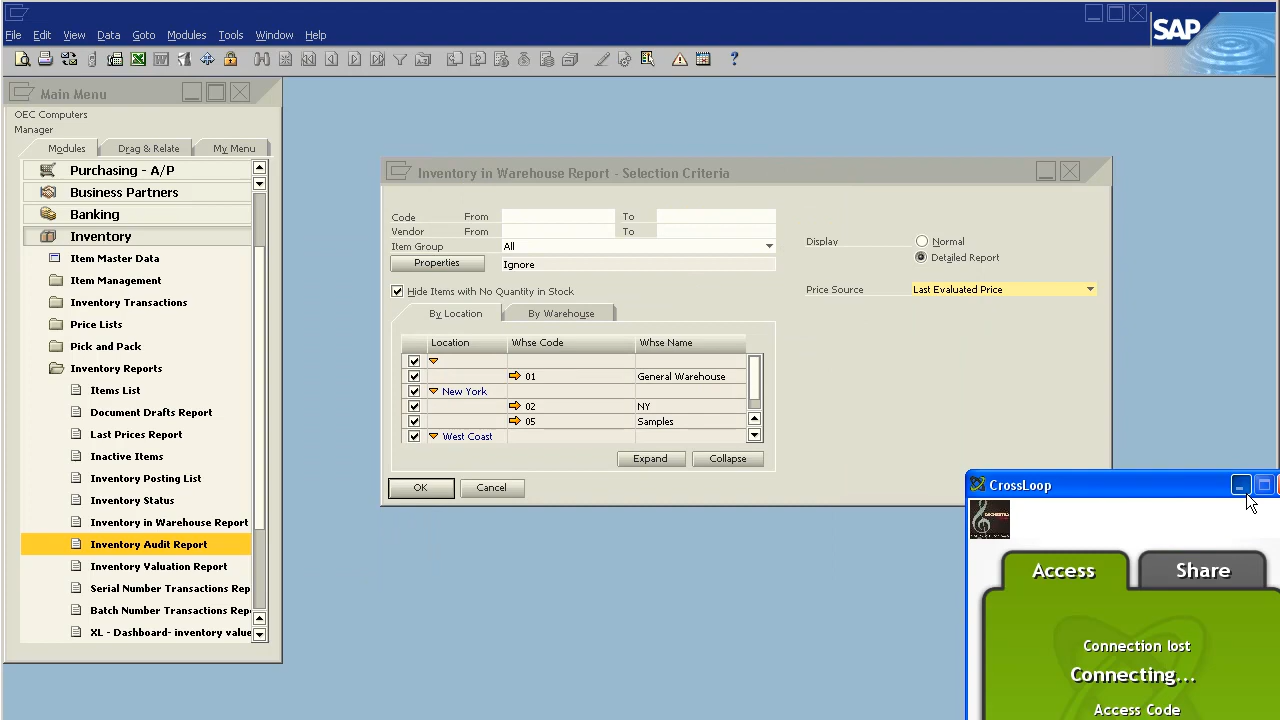 SAP
File Edit View Data Goto Modules Tools Window Help
Main Menu
OEC Computers
Manager
Modules Drag & Relate My Menu
Purchasing - A/P
Business Partners
Banking
Inventory
Item Master Data
Item Management
Inventory Transactions
Price Lists
Pick and Pack
Inventory Reports
Items List
Document Drafts Report
Last Prices Report
Inactive Items
Inventory Posting List
Inventory Status
Inventory in Warehouse Report
Inventory Audit Report
Inventory Valuation Report
Serial Number Transactions Rep
Batch Number Transactions Repo
XL - Dashboard- inventory value
Inventory in Warehouse Report - Selection Criteria
Code From To
Vendor From To
Item Group All
Properties Ignore
Display Normal
Detailed Report
Price Source Last Evaluated Price
Hide Items with No Quantity in Stock
By Location By Warehouse
Location Whse Code Whse Name
01 General Warehouse
New York
02 NY
05 Samples
West Coast
Expand Collapse
OK Cancel
CrossLoop
Access Share
Connection lost
Connecting...
Access Code